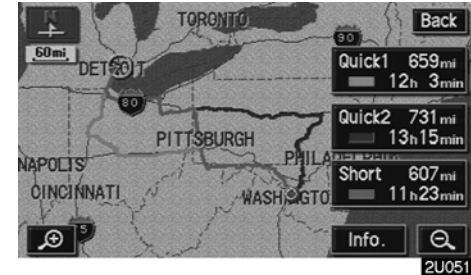 N
TORONTO
90
Back
60mi
DETROIT
Quick1 659mi
12h 3min
80
Quick2 731mi
13h15min
PITTSBURGH
PHILADELPHIA
NAPOLIS
Short 607mi
11h23min
CINCINNATI
WASHINGTO
5
Info.
2U051